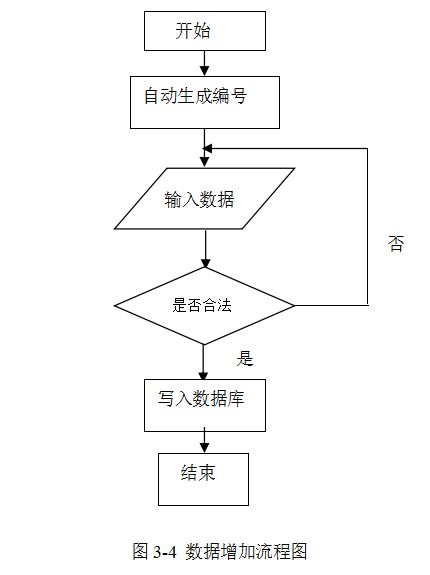 开始
自动生成编号
输入数据
否
是否合法
是
写入数据库
结束
图 3-4 数据增加流程图